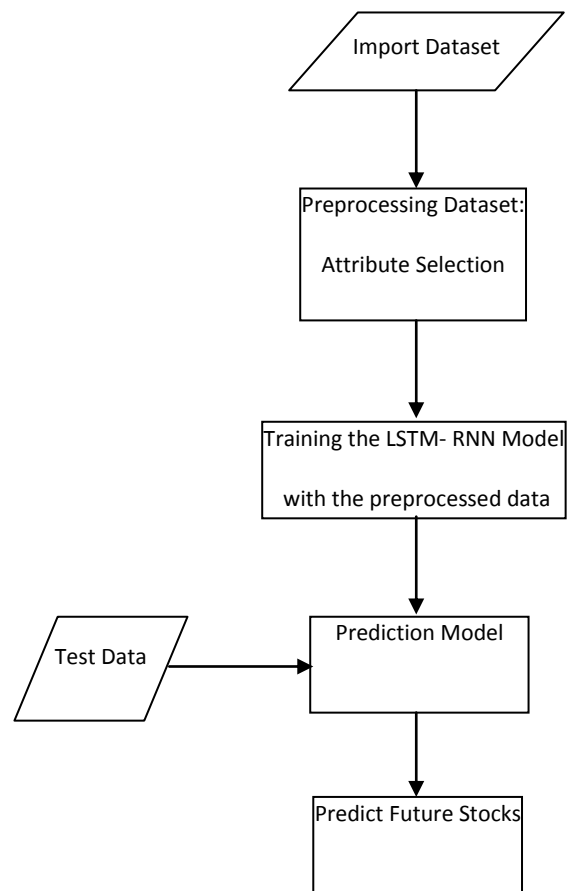 Import Dataset
Preprocessing Dataset:
Attribute Selection
Training the LSTM- RNN Model
with the preprocessed data
Prediction Model
Test Data
Predict Future Stocks